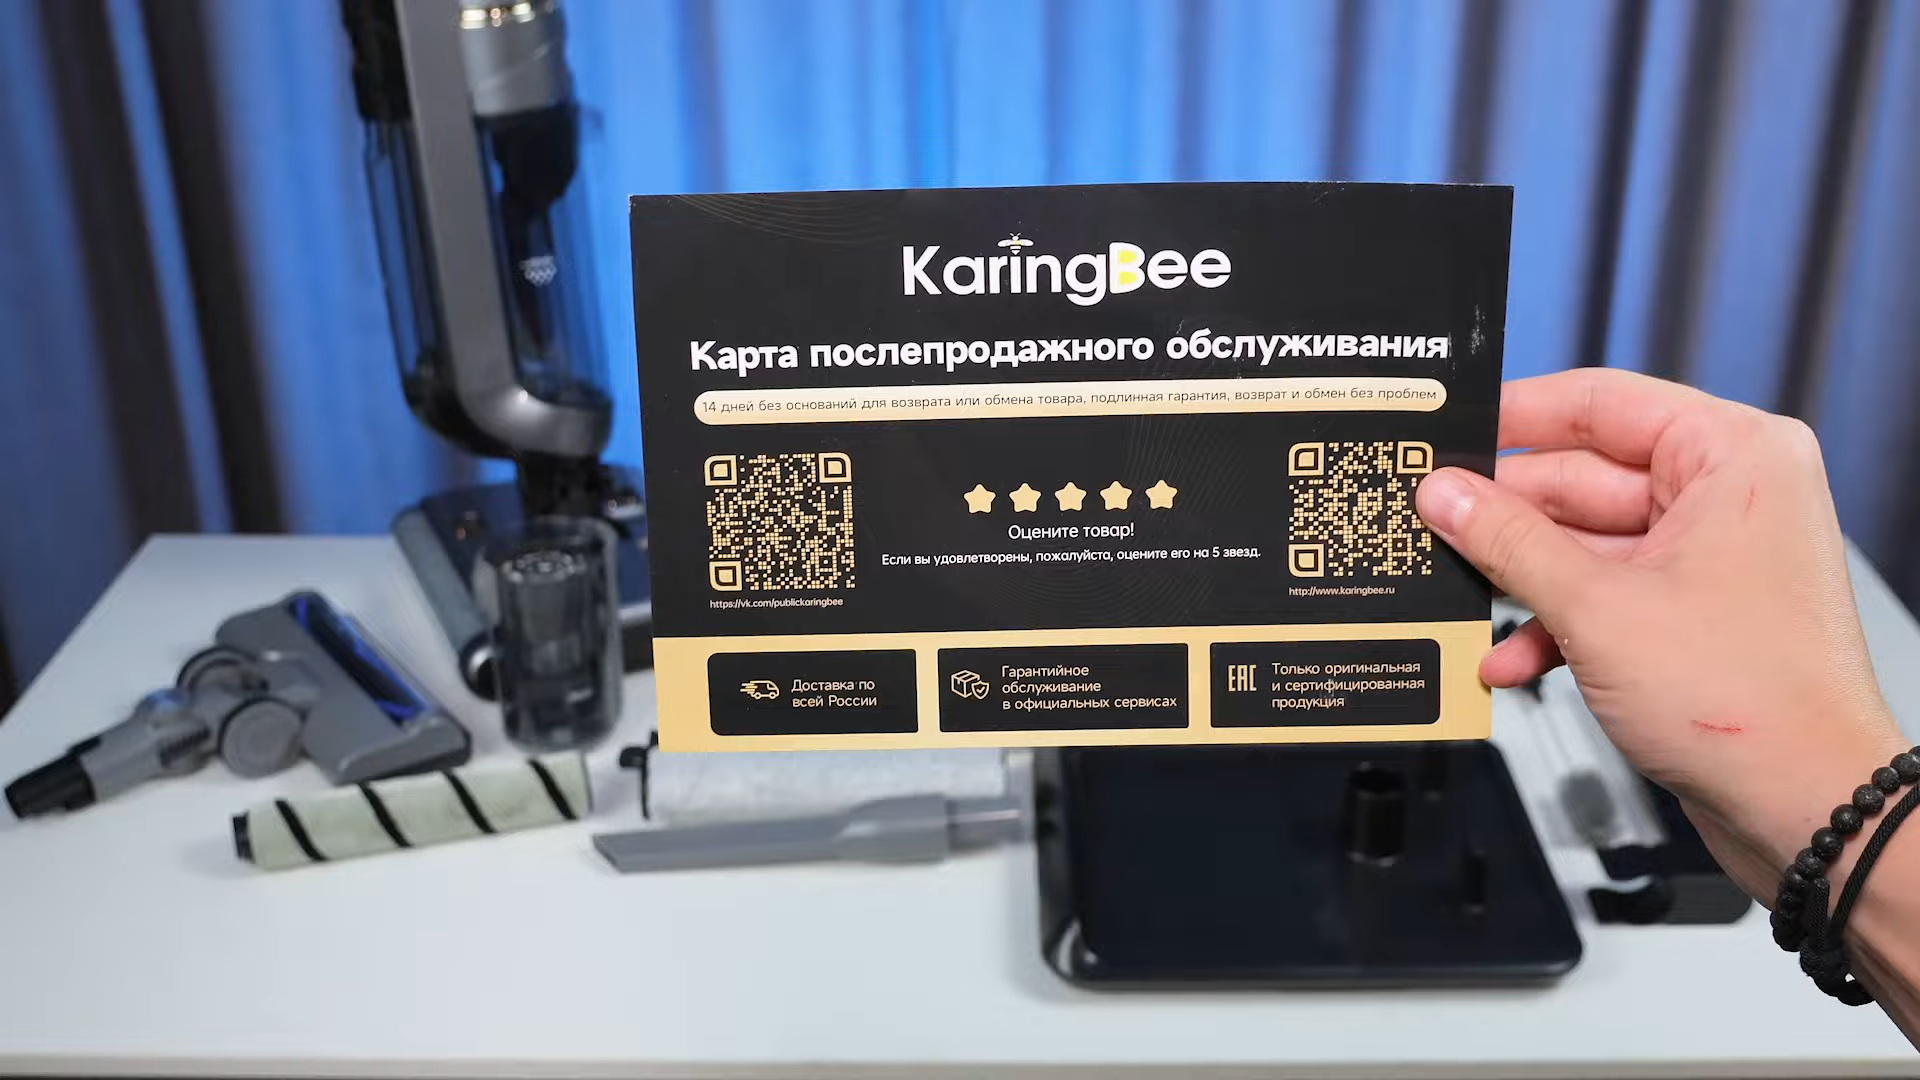 KaringBee
Карта послепродажного обслуживания
14 дней без оснований для возврата или обмена товара, подлинная гарантия, возврат и обмен без проблем
Оцените товар!
Если вы удовлетворены, пожалуйста, оцените его на 5 звезд.
https://vk.com/publickaringbee
http://www.karingbee.ru
Доставка по
всей России
Гарантийное
обслуживание
в официальных сервисах
EAC
Только оригинальная
и сертифицированная
продукция